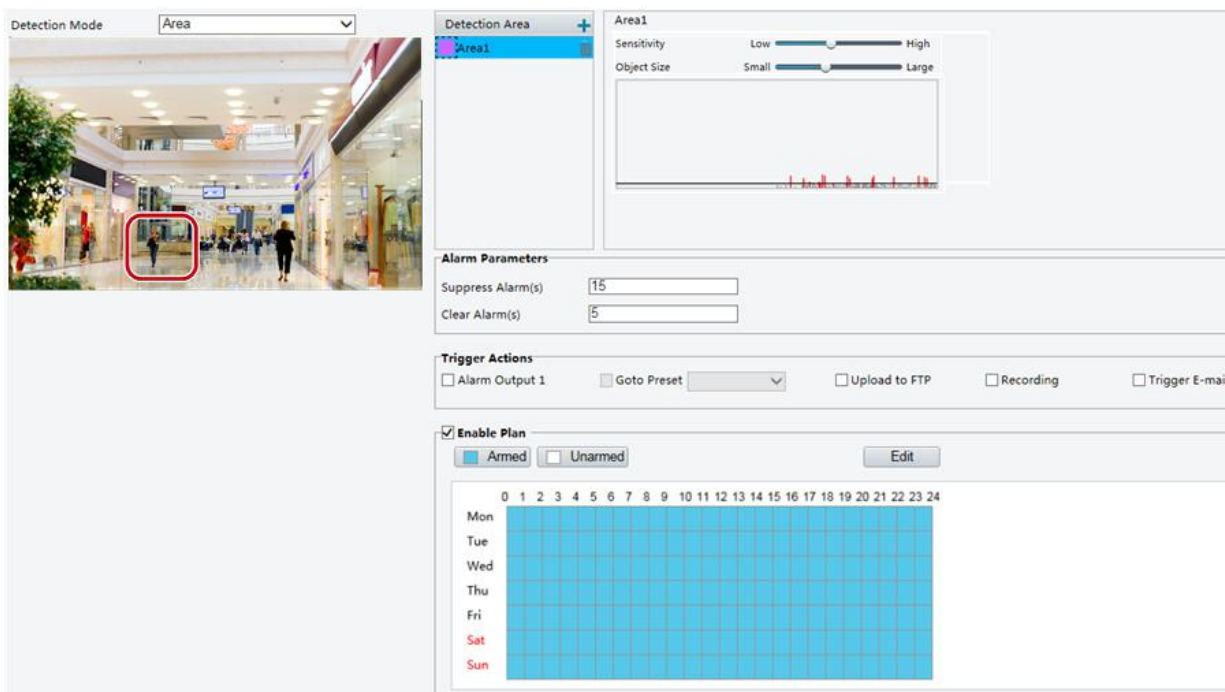 Detection Mode Area
Detection Area +
Area1
Area1
Sensitivity Low High
Object Size Small Large
Alarm Parameters
Suppress Alarm(s) 15
Clear Alarm(s) 5
Trigger Actions
Alarm Output 1 Goto Preset Upload to FTP Recording Trigger E-mai
Enable Plan
Armed Unarmed Edit
0 1 2 3 4 5 6 7 8 9 10 11 12 13 14 15 16 17 18 19 20 21 22 23 24
Mon
Tue
Wed
Thu
Fri
Sat
Sun